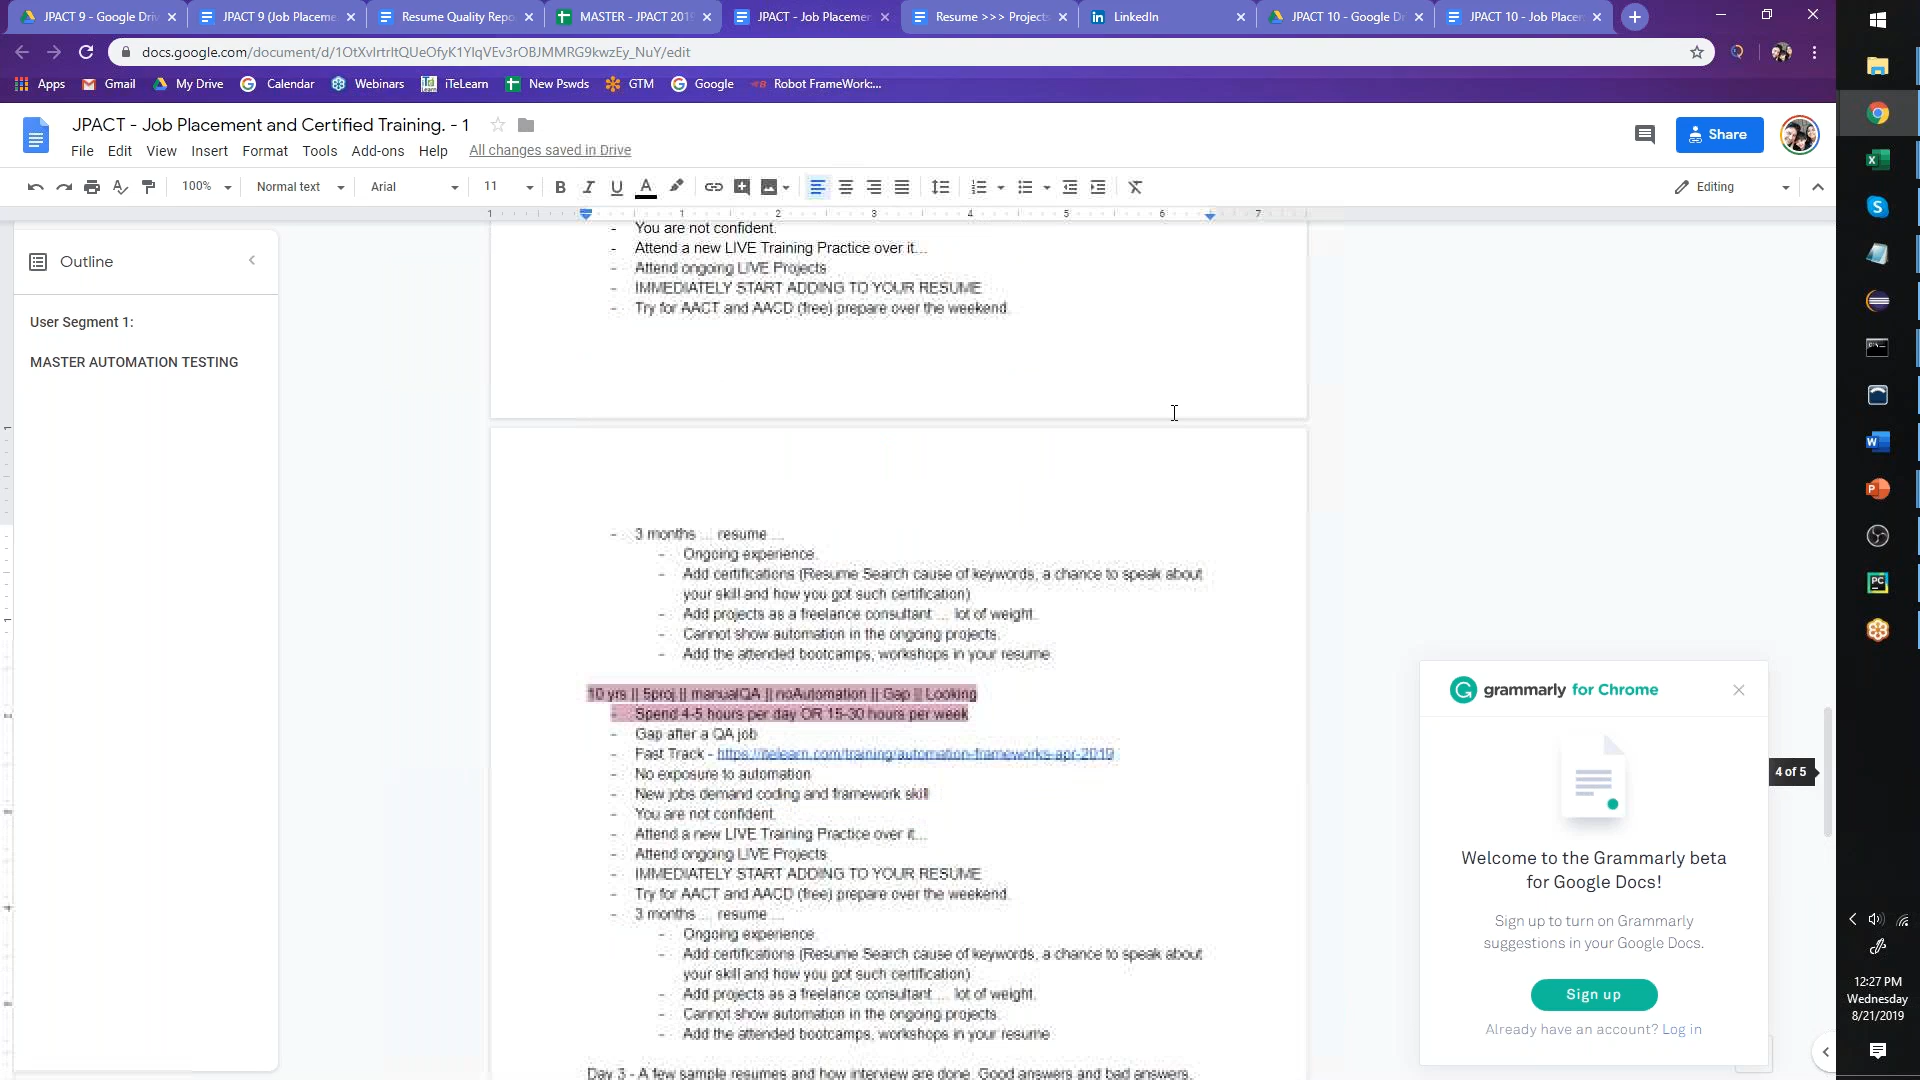 JPACT 9 - Google Driv
JPACT 9 (Job Placeme
Resume Quality Repo
MASTER - JPACT 2019
JPACT - Job Placemen
Resume >>> Projects
LinkedIn
JPACT 10 - Google D
JPACT 10 - Job Placem
docs.google.com/document/d/1OtXvIrtrItQUeOfyK1YIqVEv3rOBJMMRG9kwzEy_NuY/edit
Apps
Gmail
My Drive
Calendar
Webinars
iTeLearn
New Pswds
GTM
Google
Robot FrameWork:...
JPACT - Job Placement and Certified Training. - 1
File Edit View Insert Format Tools Add-ons Help All changes saved in Drive
Share
100% Normal text Arial 11 B I U A Editing
1 1 2 3 4 5 6 7
Outline
User Segment 1:
MASTER AUTOMATION TESTING
- You are not confident.
- Attend a new LIVE Training Practice over it...
- Attend ongoing LIVE Projects
- IMMEDIATELY START ADDING TO YOUR RESUME
- Try for AACT and AACD (free) prepare over the weekend.
- 3 months ... resume ...
- Ongoing experience.
- Add certifications (Resume Search cause of keywords, a chance to speak about
your skill and how you got such certification)
- Add projects as a freelance consultant ... lot of weight.
- Cannot show automation in the ongoing projects.
- Add the attended bootcamps, workshops in your resume
10 yrs || 5proj || manualQA || noAutomation || Gap || Looking
- Spend 4-5 hours per day OR 15-30 hours per week
- Gap after a QA job
- Fast Track - https://itelearn.com/training/automation-frameworks-apr-2019
- No exposure to automation
- New jobs demand coding and framework skill
- You are not confident.
- Attend a new LIVE Training Practice over it...
- Attend ongoing LIVE Projects
- IMMEDIATELY START ADDING TO YOUR RESUME
- Try for AACT and AACD (free) prepare over the weekend.
- 3 months ... resume ...
- Ongoing experience.
- Add certifications (Resume Search cause of keywords, a chance to speak about
your skill and how you got such certification)
- Add projects as a freelance consultant ... lot of weight.
- Cannot show automation in the ongoing projects.
- Add the attended bootcamps, workshops in your resume
Day 3 - A few sample resumes and how interview are done. Good answers and bad answers.
grammarly for Chrome
Welcome to the Grammarly beta
for Google Docs!
Sign up to turn on Grammarly
suggestions in your Google Docs.
Sign up
Already have an account? Log in
4 of 5
12:27 PM
Wednesday
8/21/2019